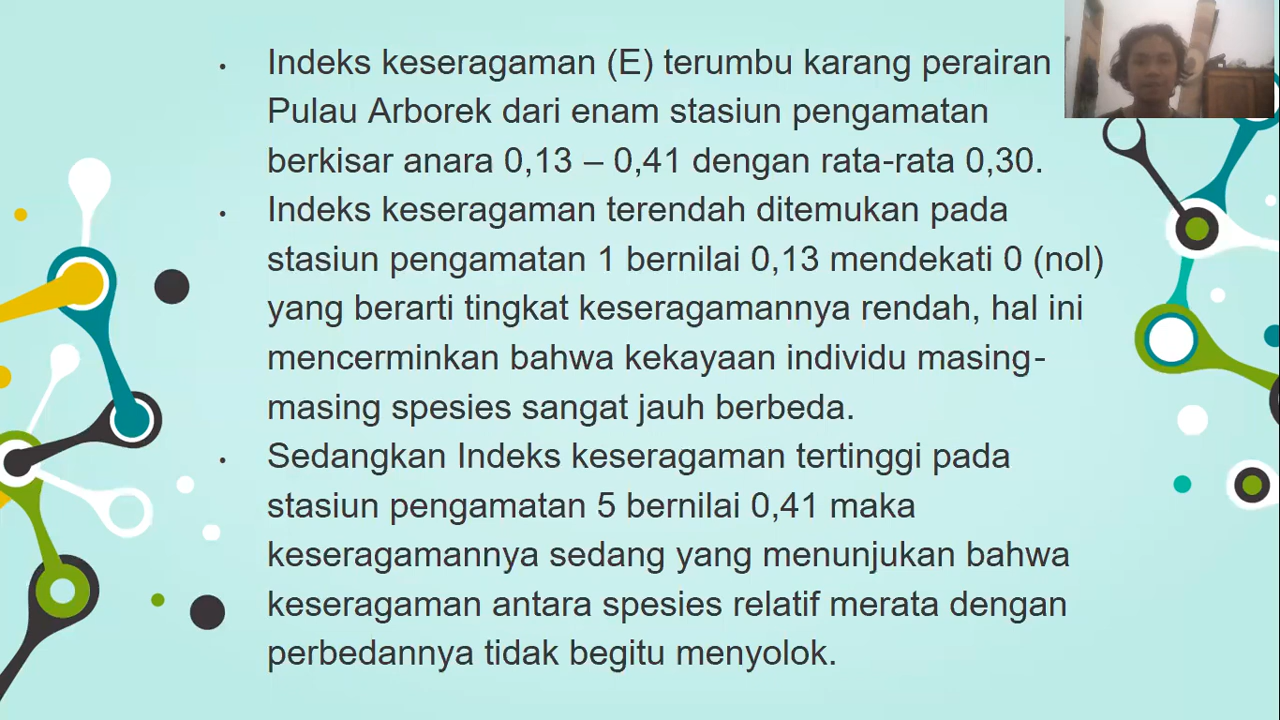 • Indeks keseragaman (E) terumbu karang perairan
Pulau Arborek dari enam stasiun pengamatan
berkisar anara 0,13 – 0,41 dengan rata-rata 0,30.
• Indeks keseragaman terendah ditemukan pada
stasiun pengamatan 1 bernilai 0,13 mendekati 0 (nol)
yang berarti tingkat keseragamannya rendah, hal ini
mencerminkan bahwa kekayaan individu masing-
masing spesies sangat jauh berbeda.
• Sedangkan Indeks keseragaman tertinggi pada
stasiun pengamatan 5 bernilai 0,41 maka
keseragamannya sedang yang menunjukan bahwa
keseragaman antara spesies relatif merata dengan
perbedannya tidak begitu menyolok.